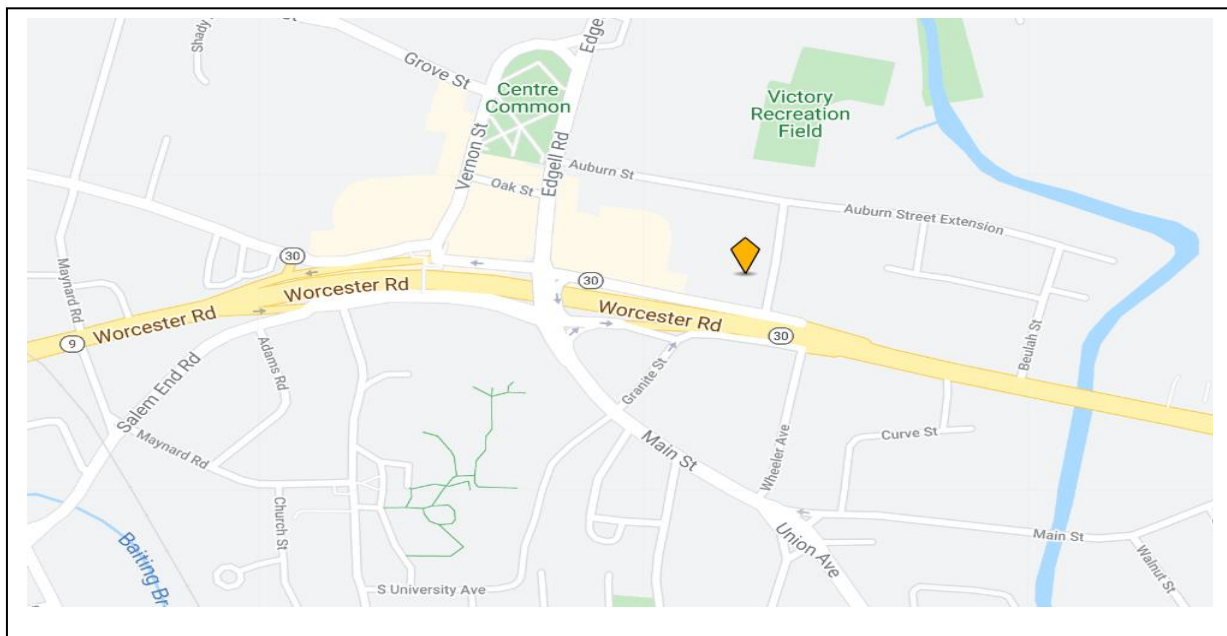 Shady
St
Grove St
Edge
Centre
Common
Victory
Recreation
Field
Vernon St
Edgell Rd
Oak St
Auburn St
Auburn Street Extension
30
Maynard Rd
30
Worcester Rd
Worcester Rd
Worcester Rd
30
9
Beulah St
Salem End Rd
Adams Rd
Granite St
Maynard Rd
Main St
Wheeler Ave
Curve St
Church St
Union Ave
Main St
Walnut St
Baiting Br
S University Ave